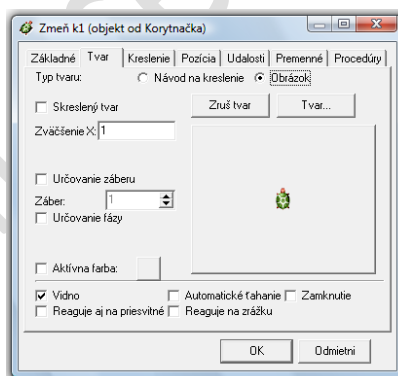 Zmeň k1 (objekt od Korytnačka)
Základné Tvar Kreslenie Pozícia Udalosti Premenné Procedúry
Typ tvaru: Návod na kreslenie Obrázok
Skreslený tvar Zruš tvar Tvar...
Zväčšenie X: 1
Určovanie záberu
Záber: 1
Určovanie fázy
Aktívna farba:
Vidno Automatické ťahanie Zamknutie
Reaguje aj na priesvitné Reaguje na zrážku
OK Odmietni